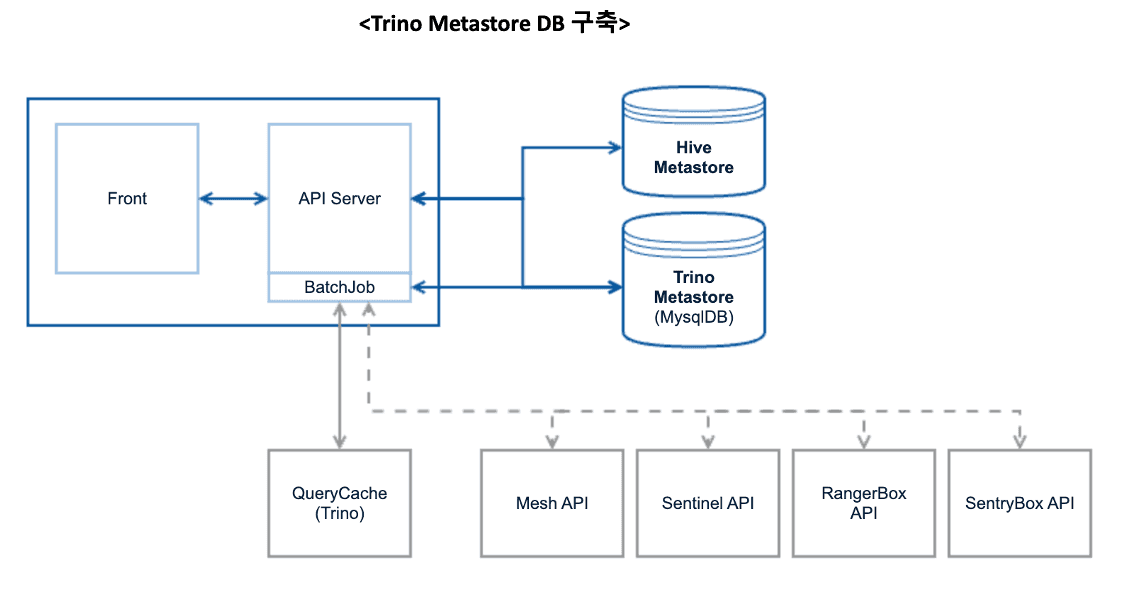 <Trino Metastore DB 구축>
Front
API Server
BatchJob
Hive
Metastore
Trino
Metastore
(MysqlDB)
QueryCache
(Trino)
Mesh API
Sentinel API
RangerBox
API
SentryBox API